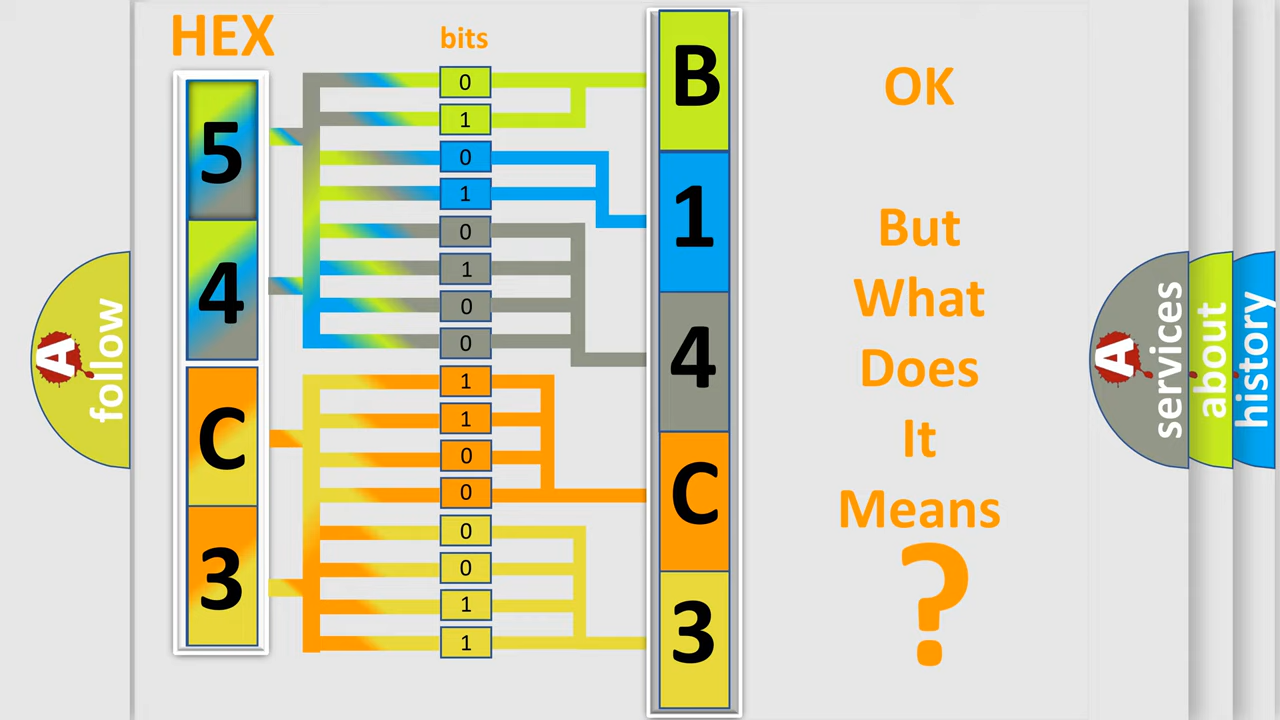 HEX
bits
5
4
C
3
0
1
0
1
0
1
0
0
1
1
0
0
0
0
1
1
B
1
4
C
3
OK
But
What
Does
It
Means
?
A
follow
A
services
about
history